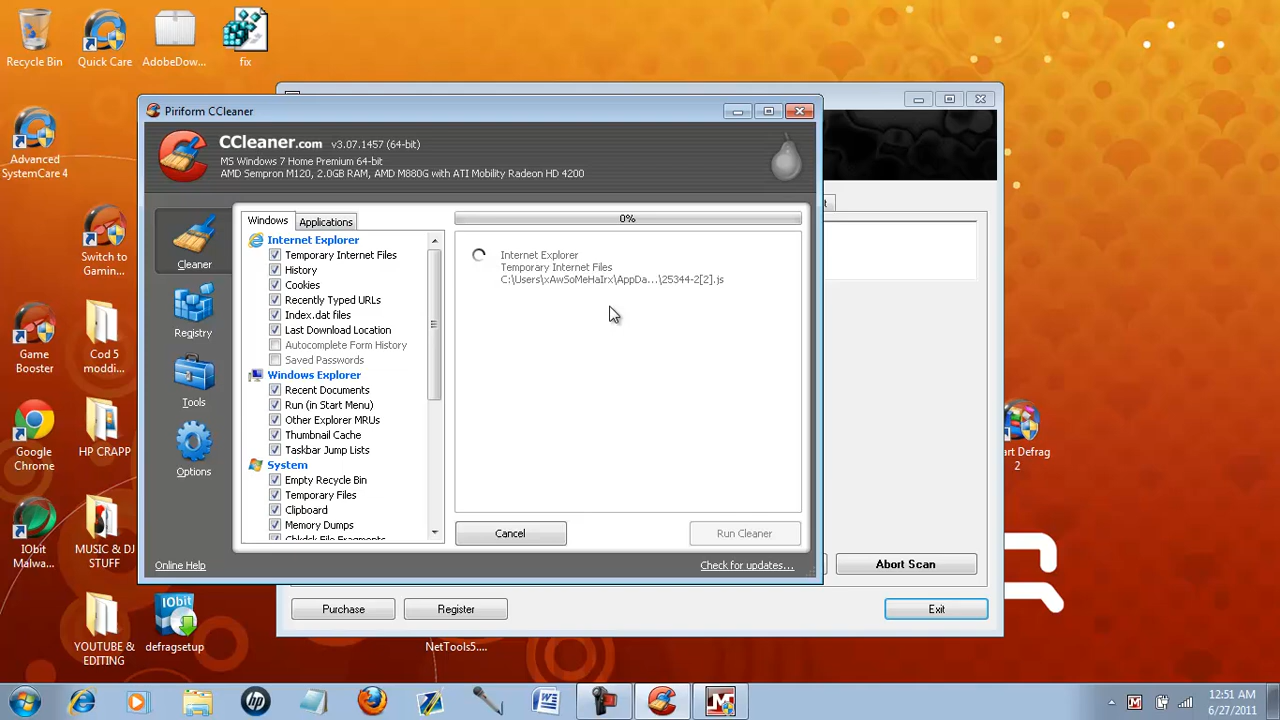 Recycle Bin
Quick Care
AdobeDow...
fix
Advanced
SystemCare 4
Switch to
Gamin...
Game
Booster
Cod 5
moddi...
Google
Chrome
HP CRAPP
IObit
Malwa...
MUSIC & DJ
STUFF
YOUTUBE &
EDITING
IObit
defragsetup
Piriform CCleaner
CCleaner.com v3.07.1457 (64-bit)
MS Windows 7 Home Premium 64-bit
AMD Sempron M120, 2.0GB RAM, AMD M880G with ATI Mobility Radeon HD 4200
Cleaner
Registry
Tools
Options
Windows
Applications
Internet Explorer
Temporary Internet Files
History
Cookies
Recently Typed URLs
Index.dat files
Last Download Location
Autocomplete Form History
Saved Passwords
Windows Explorer
Recent Documents
Run (in Start Menu)
Other Explorer MRUs
Thumbnail Cache
Taskbar Jump Lists
System
Empty Recycle Bin
Temporary Files
Clipboard
Memory Dumps
Chkdsk File Fragments
0%
Internet Explorer
Temporary Internet Files
C:\Users\xAwSoMeHaIrx\AppDa...\25344-2[2].js
Cancel
Run Cleaner
Online Help
Check for updates...
Abort Scan
Purchase
Register
Exit
NetTools5....
art Defrag
2
12:51 AM
6/27/2011